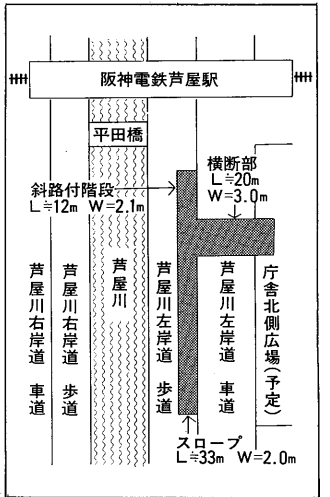 阪神電鉄芦屋駅
平田橋
横断部
L≒20m
W=3.0m
斜路付階段
L≒12m W=2.1m
芦屋川右岸道 車道
芦屋川右岸道 歩道
芦屋川
芦屋川左岸道 歩道
芦屋川左岸道 車道
庁舎北側広場(予定)
スロープ
L≒33m W=2.0m